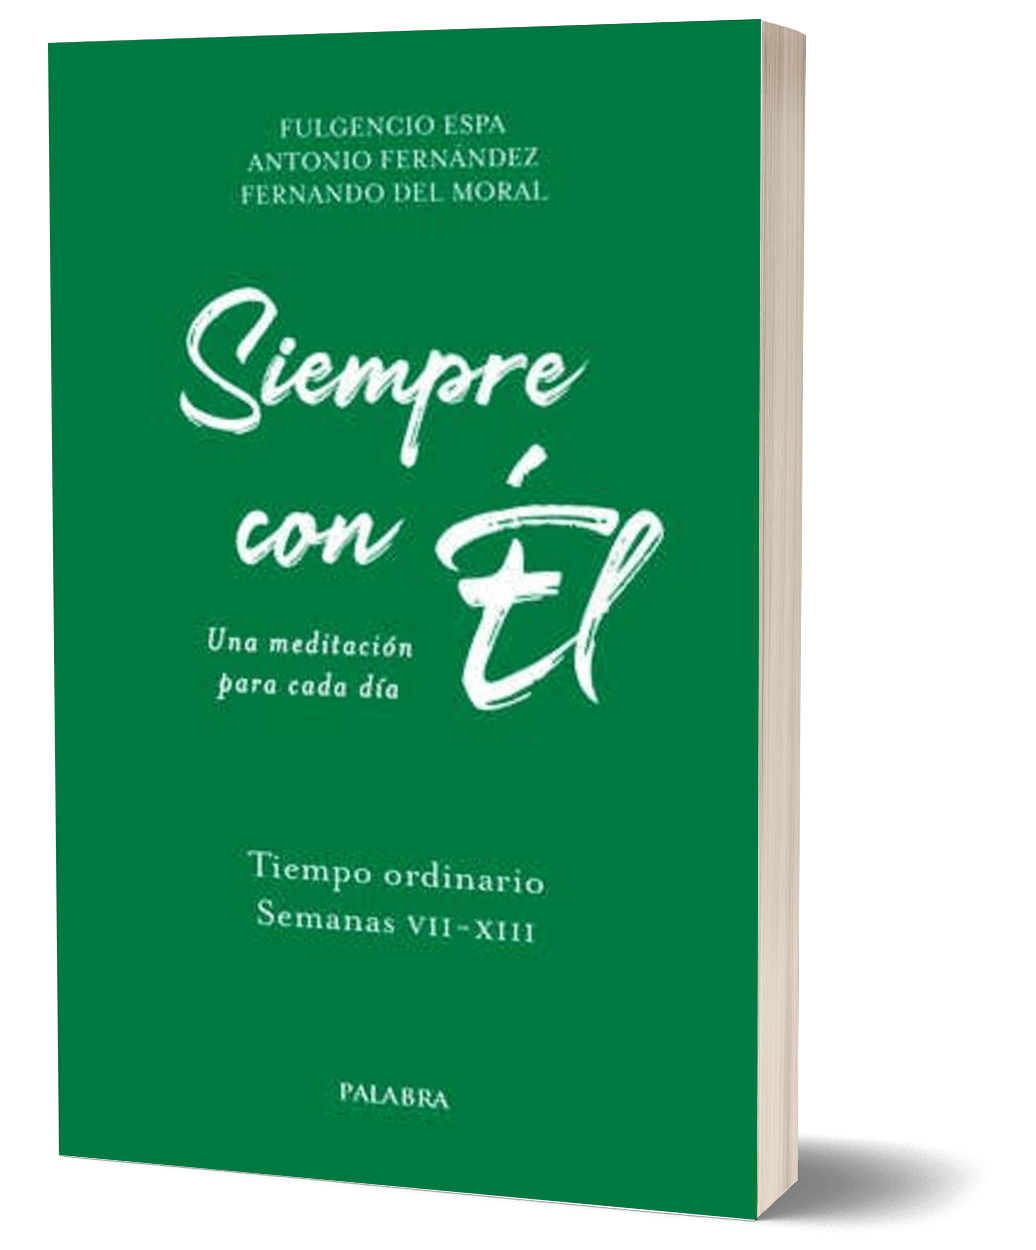 FULGENCIO ESPA
ANTONIO FERNÁNDEZ
FERNANDO DEL MORAL
Siempre
con Él
Una meditación
para cada día
Tiempo ordinario
Semanas VII-XIII
PALABRA